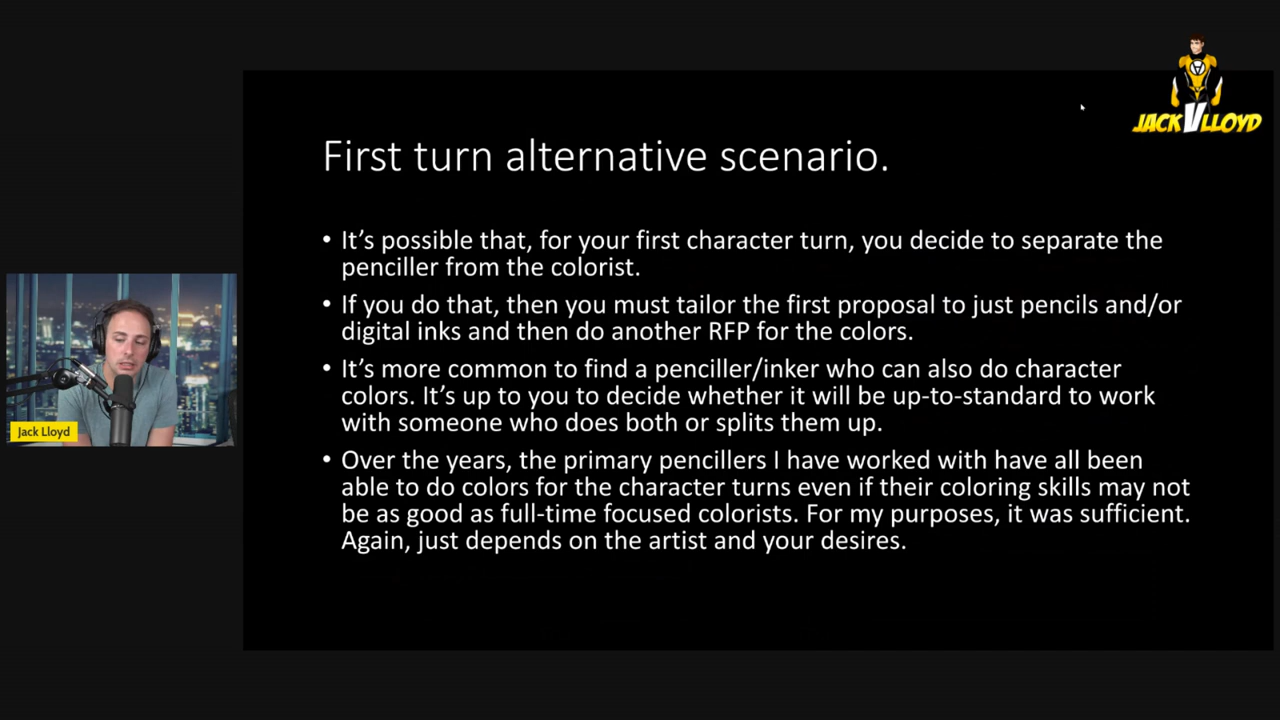 JACK V LLOYD
First turn alternative scenario.
• It's possible that, for your first character turn, you decide to separate the
penciller from the colorist.
• If you do that, then you must tailor the first proposal to just pencils and/or
digital inks and then do another RFP for the colors.
• It's more common to find a penciller/inker who can also do character
colors. It's up to you to decide whether it will be up-to-standard to work
with someone who does both or splits them up.
• Over the years, the primary pencillers I have worked with have all been
able to do colors for the character turns even if their coloring skills may not
be as good as full-time focused colorists. For my purposes, it was sufficient.
Again, just depends on the artist and your desires.
Jack Lloyd